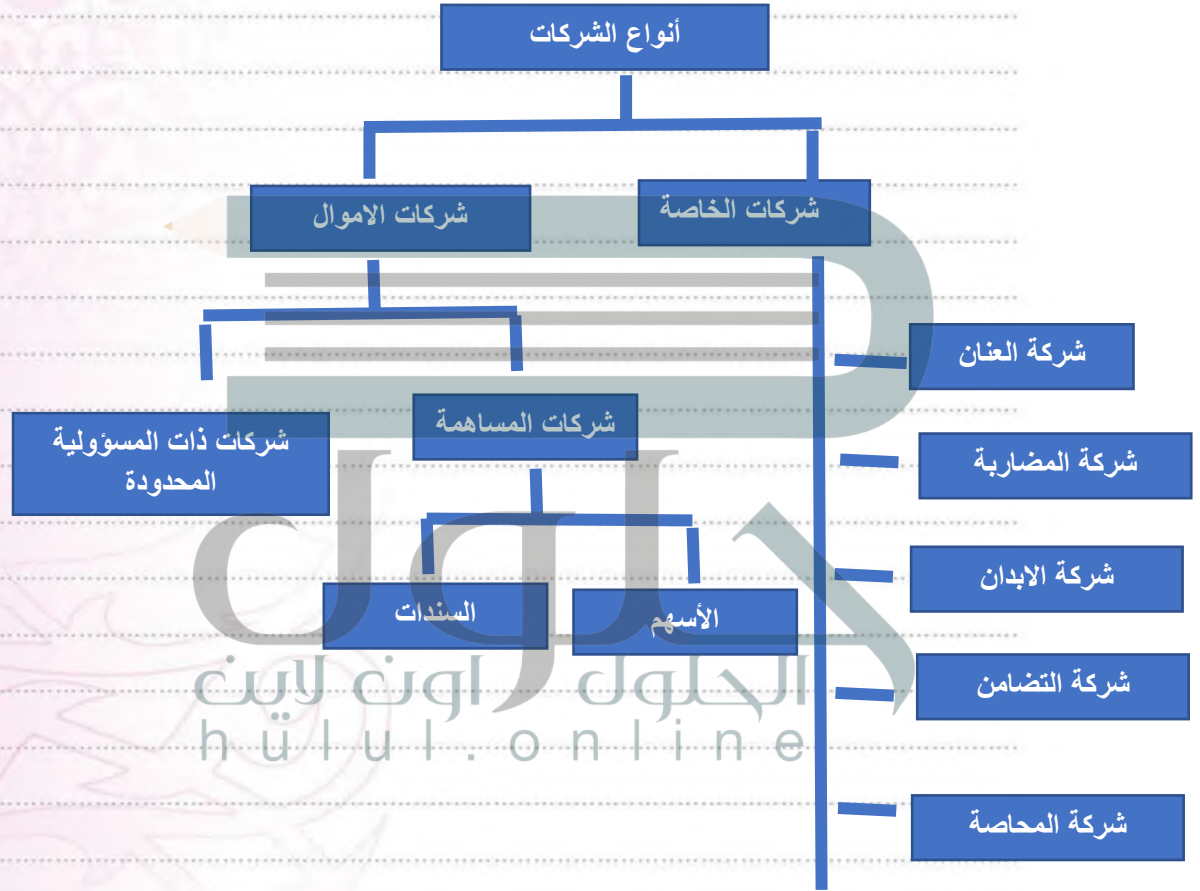 أنواع الشركات
شركات الخاصة
شركات الاموال
شركة العنان
شركات المساهمة
شركات ذات المسؤولية
المحدودة
شركة المضاربة
شركة الابدان
الأسهم
السندات
شركة التضامن
شركة المحاصة
حلول
الحلول اون لاين
hulul.online